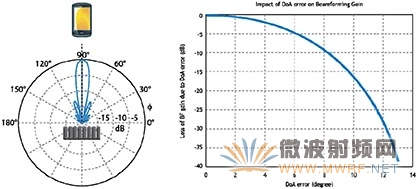 90°
120° 60°
150° 30°
180° 0°
ϕ
-15 -10 -5
dB
Impact of DoA error on Beamforming Gain
Loss of BF gain due to DoA error (dB)
0
-5
-10
-15
-20
-25
-30
-35
-40
0 2 4 6 8 10 12 14
DoA error (degree)
微波射频网
WWW.MWRF.NET